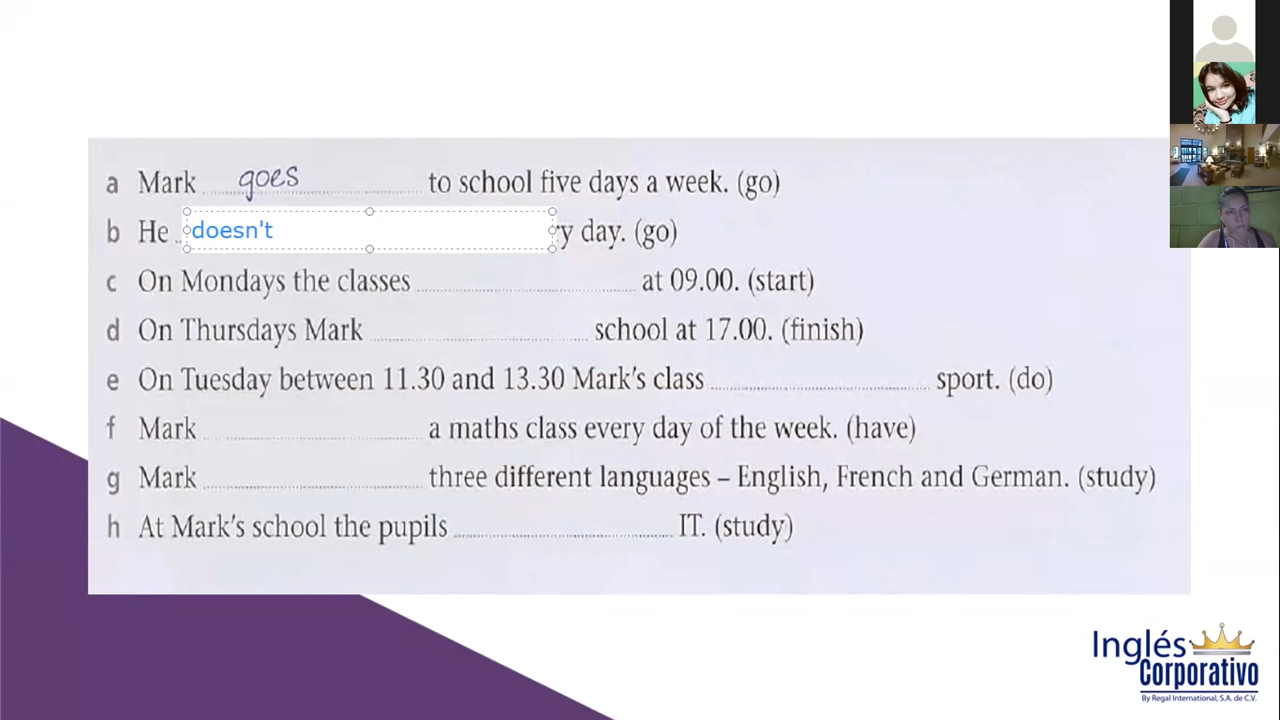 a Mark goes to school five days a week. (go)
b He doesn't y day. (go)
c On Mondays the classes at 09.00. (start)
d On Thursdays Mark school at 17.00. (finish)
e On Tuesday between 11.30 and 13.30 Mark's class sport. (do)
f Mark a maths class every day of the week. (have)
g Mark three different languages – English, French and German. (study)
h At Mark's school the pupils IT. (study)
Inglés
Corporativo
By Regal International, S.A. de C.V.